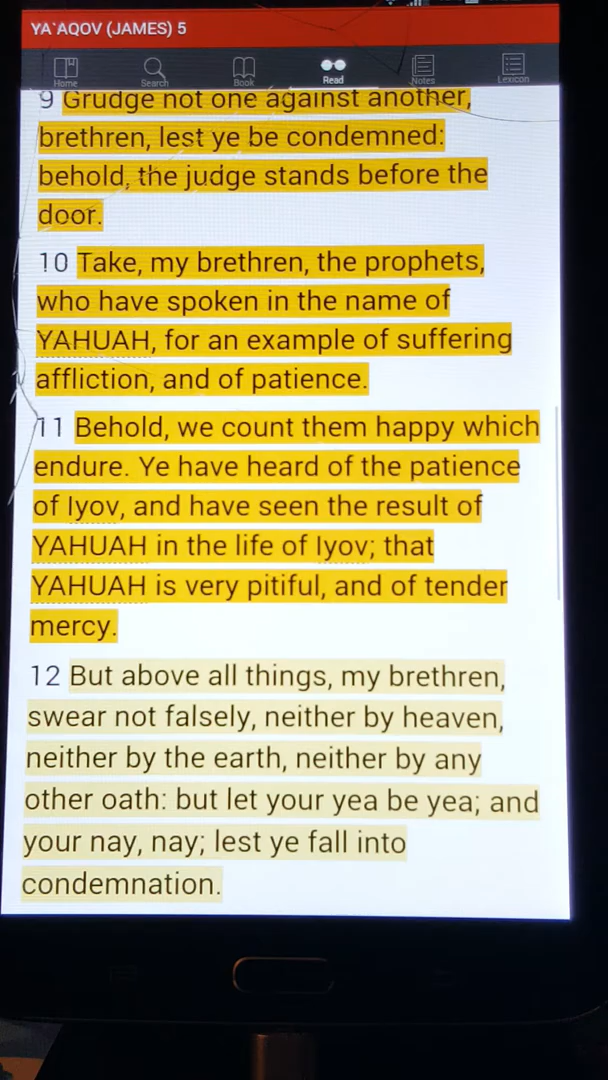 YA`AQOV (JAMES) 5
Home Search Book Read Notes Lexicon
9 Grudge not one against another,
brethren, lest ye be condemned:
behold, the judge stands before the
door.
10 Take, my brethren, the prophets,
who have spoken in the name of
YAHUAH, for an example of suffering
affliction, and of patience.
11 Behold, we count them happy which
endure. Ye have heard of the patience
of Iyov, and have seen the result of
YAHUAH in the life of Iyov; that
YAHUAH is very pitiful, and of tender
mercy.
12 But above all things, my brethren,
swear not falsely, neither by heaven,
neither by the earth, neither by any
other oath: but let your yea be yea; and
your nay, nay; lest ye fall into
condemnation.